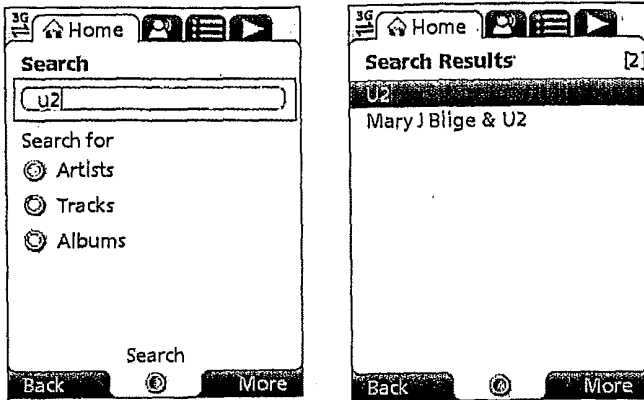 3G Home
Search
u2
Search for
Artists
Tracks
Albums
Search
Back More
3G Home
Search Results [2]
U2
Mary J Blige & U2
Back More